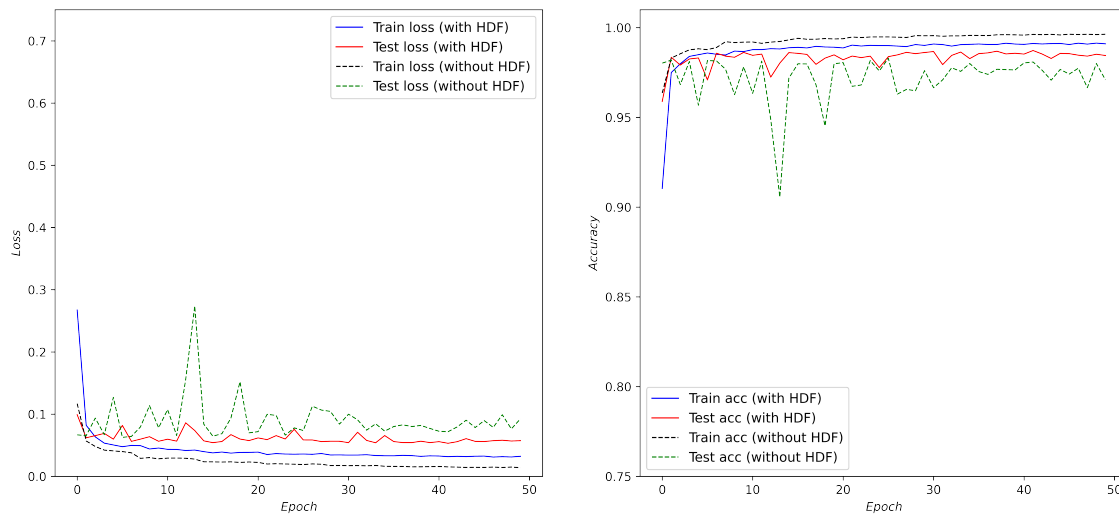 0.7
0.6
0.5
0.4
0.3
0.2
0.1
0.0
Loss
0 10 20 30 40 50
Epoch
Train loss (with HDF)
Test loss (with HDF)
Train loss (without HDF)
Test loss (without HDF)
1.00
0.95
0.90
0.85
0.80
0.75
Accuracy
0 10 20 30 40 50
Epoch
Train acc (with HDF)
Test acc (with HDF)
Train acc (without HDF)
Test acc (without HDF)